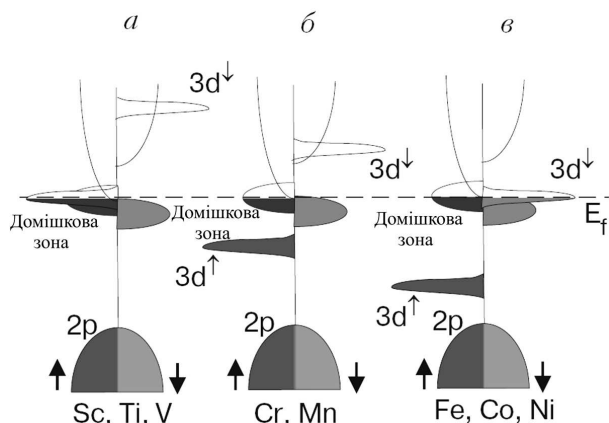 а б в
3d↓
3d↓
3d↓
Домішкова
зона
Домішкова
зона
Домішкова
зона
E_f
3d↑
3d↑
2p
2p
2p
Sc, Ti, V
Cr, Mn
Fe, Co, Ni